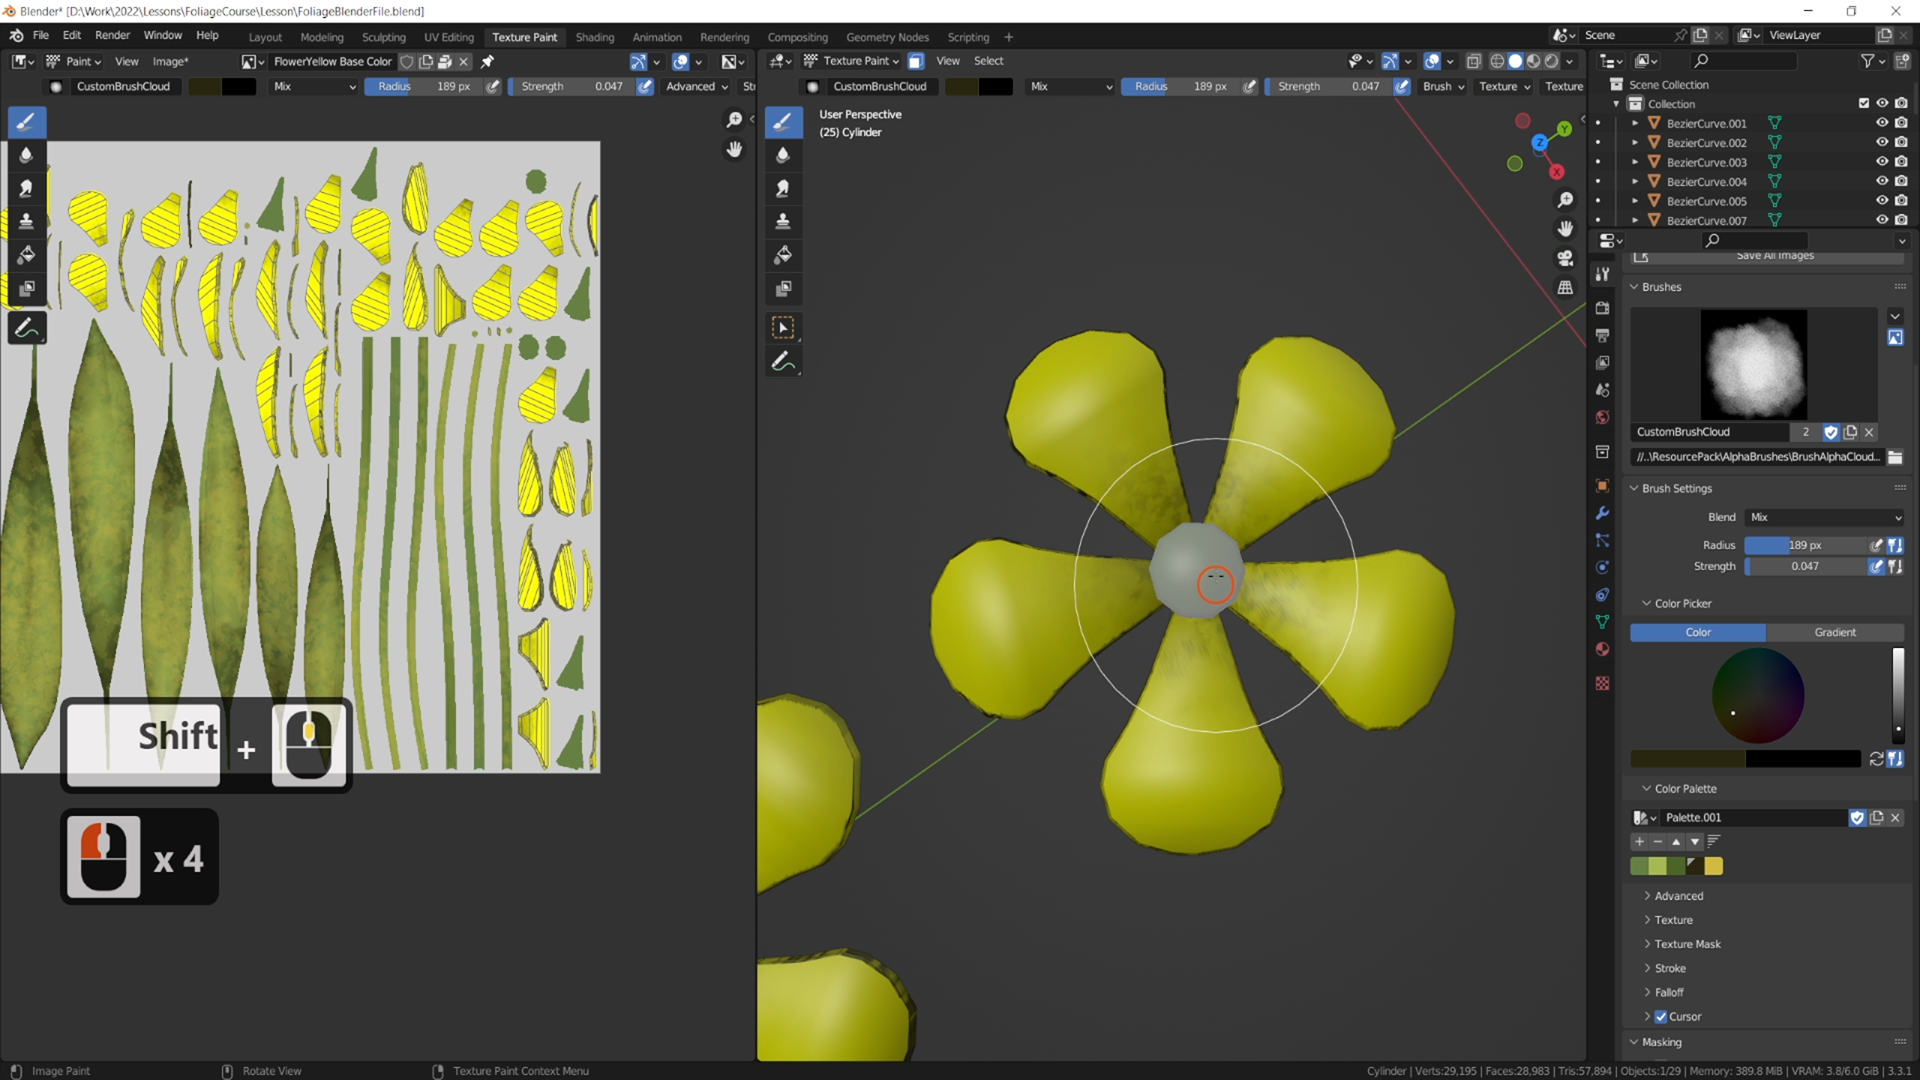 Blender* [D:\Work\2022\Lessons\FoliageCourse\Lesson\FoliageBlenderFile.blend]
File Edit Render Window Help Layout Modeling Sculpting UV Editing Texture Paint Shading Animation Rendering Compositing Geometry Nodes Scripting + Scene ViewLayer
Paint View Image* FlowerYellow Base Color Texture Paint View Select
CustomBrushCloud Mix Radius 189 px Strength 0.047 Advanced St CustomBrushCloud Mix Radius 189 px Strength 0.047 Brush Texture Texture
User Perspective
(25) Cylinder
Y
Z
X
Scene Collection
Collection
BezierCurve.001
BezierCurve.002
BezierCurve.003
BezierCurve.004
BezierCurve.005
BezierCurve.007
Save All Images
Brushes
CustomBrushCloud 2
//..\ResourcePack\AlphaBrushes\BrushAlphaCloud...
Brush Settings
Blend Mix
Radius 189 px
Strength 0.047
Color Picker
Color Gradient
Color Palette
Palette.001
Advanced
Texture
Texture Mask
Stroke
Falloff
Cursor
Masking
Shift +
x 4
Image Paint Rotate View Texture Paint Context Menu Cylinder | Verts:29,195 | Faces:28,983 | Tris:57,894 | Objects:1/29 | Memory: 389.8 MiB | VRAM: 3.8/6.0 GiB | 3.3.1